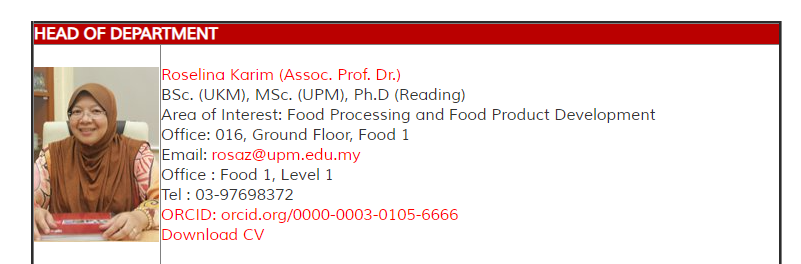 HEAD OF DEPARTMENT
Roselina Karim (Assoc. Prof. Dr.)
BSc. (UKM), MSc. (UPM), Ph.D (Reading)
Area of Interest: Food Processing and Food Product Development
Office: 016, Ground Floor, Food 1
Email: rosaz@upm.edu.my
Office : Food 1, Level 1
Tel : 03-97698372
ORCID: orcid.org/0000-0003-0105-6666
Download CV